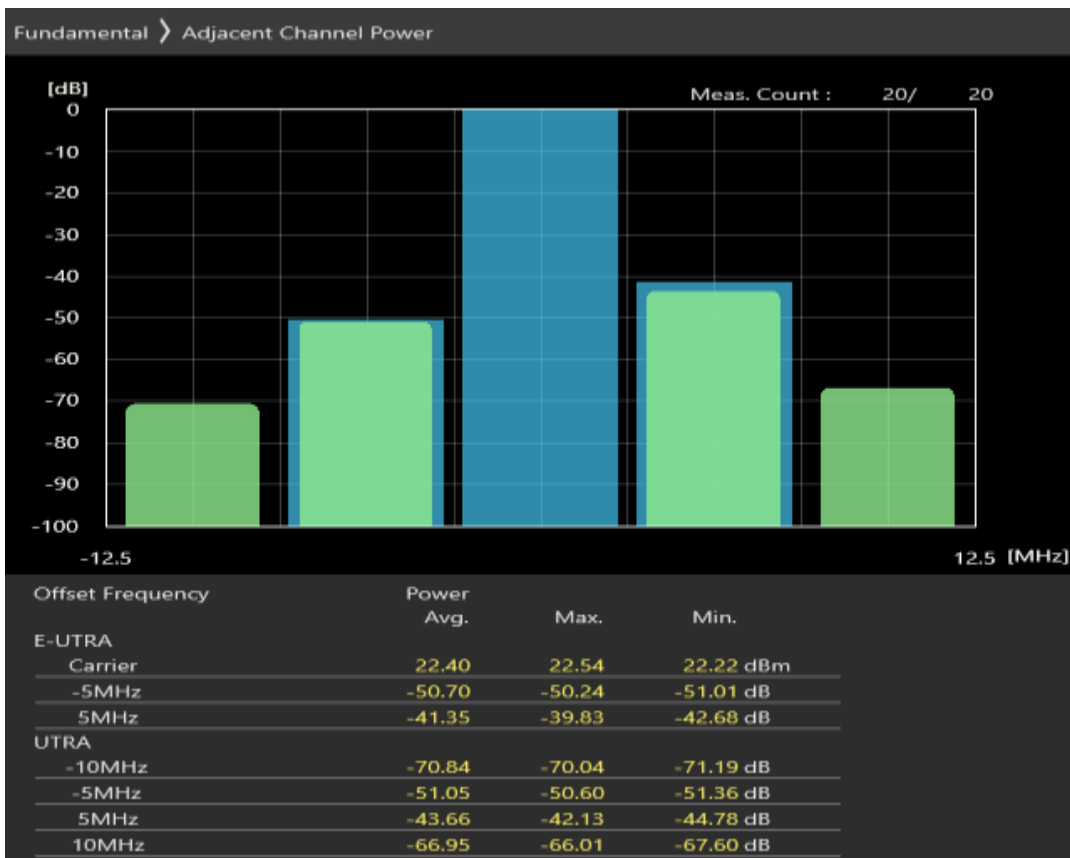 Fundamental 〉 Adjacent Channel Power
[dB]
Meas. Count : 20/ 20
0
-10
-20
-30
-40
-50
-60
-70
-80
-90
-100
-12.5 12.5 [MHz]
Offset Frequency Power
Avg. Max. Min.
E-UTRA
Carrier 22.40 22.54 22.22 dBm
-5MHz -50.70 -50.24 -51.01 dB
5MHz -41.35 -39.83 -42.68 dB
UTRA
-10MHz -70.84 -70.04 -71.19 dB
-5MHz -51.05 -50.60 -51.36 dB
5MHz -43.66 -42.13 -44.78 dB
10MHz -66.95 -66.01 -67.60 dB